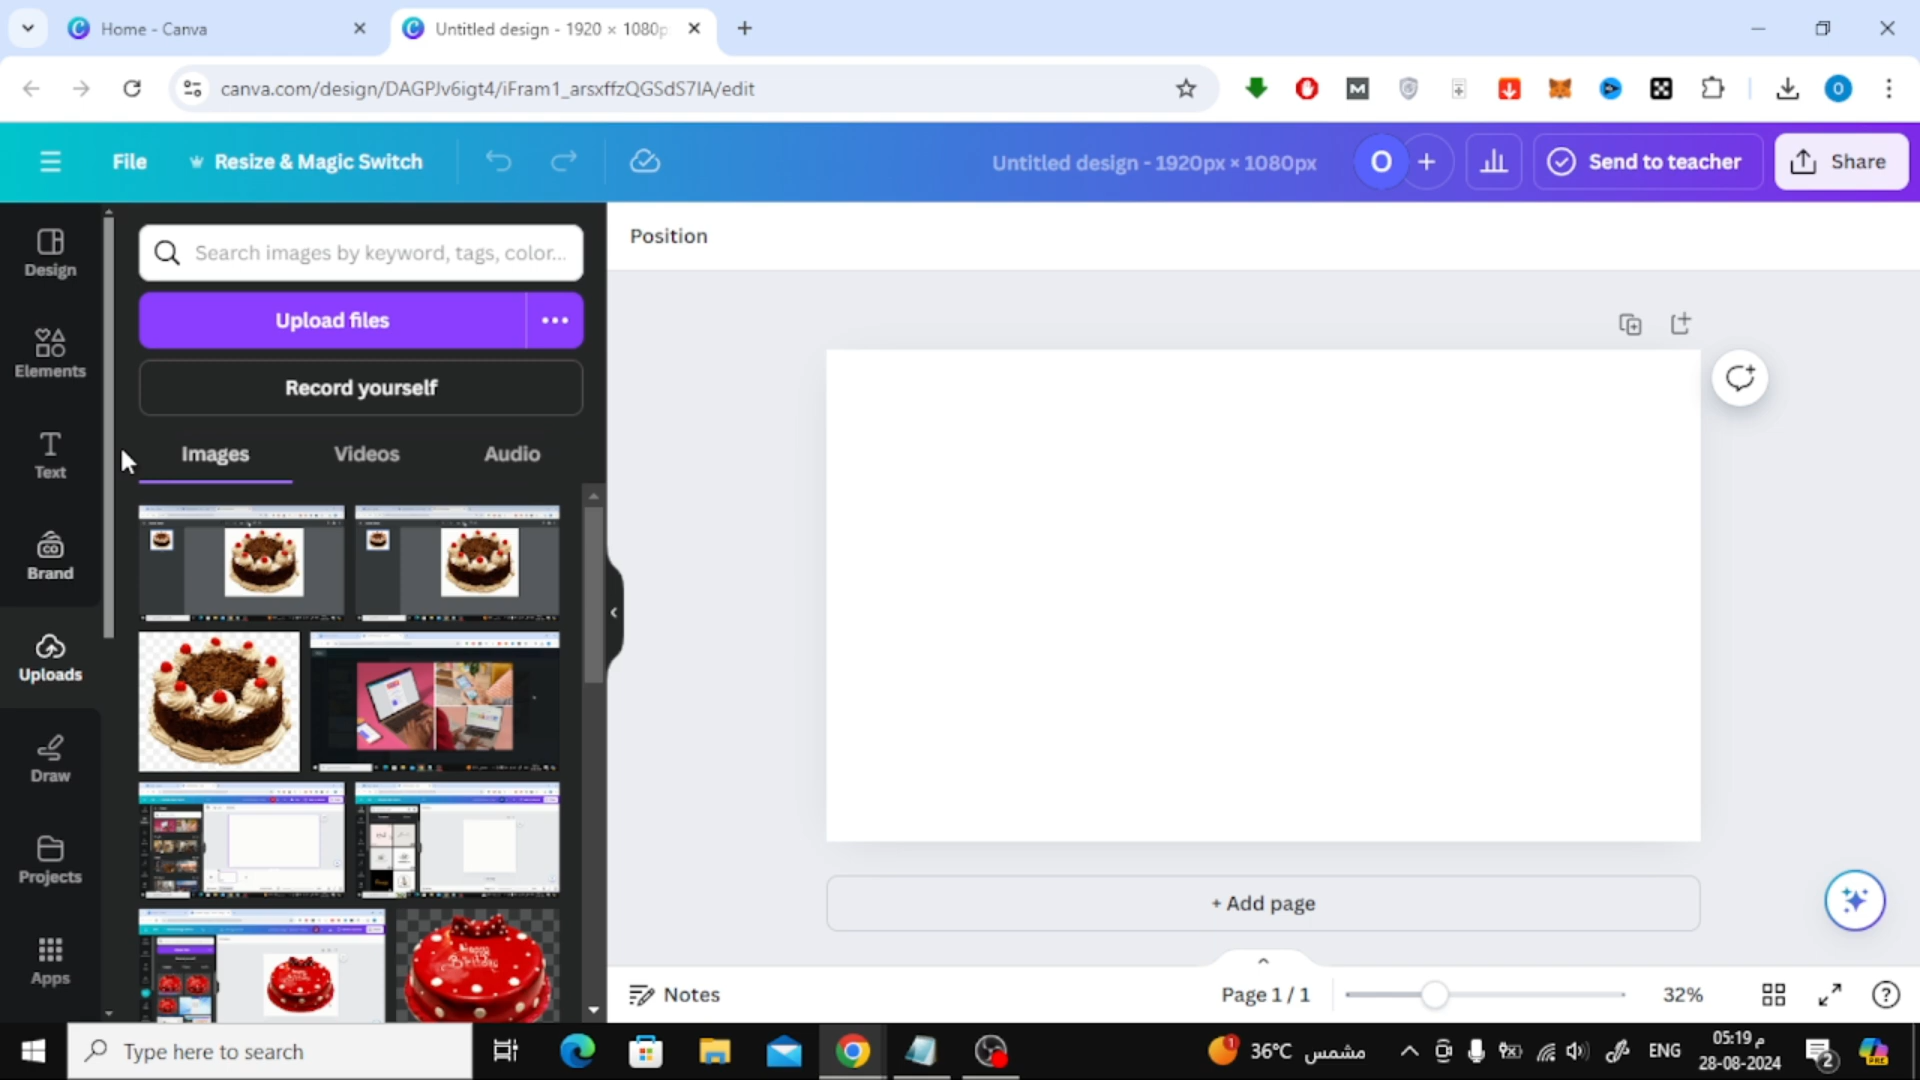 Home - Canva
Untitled design - 1920 × 1080p
canva.com/design/DAGPJv6igt4/iFram1_arsxffzQGSdS7IA/edit
File
Resize & Magic Switch
Untitled design - 1920px × 1080px
O
+
Send to teacher
Share
Design
Elements
Text
Brand
Uploads
Draw
Projects
Apps
Search images by keyword, tags, color...
Upload files
Record yourself
Images
Videos
Audio
Happy
Birthday
Position
+ Add page
Notes
Page 1 / 1
32%
Type here to search
36°C مشمس
ENG
05:19 م
28-08-2024
2